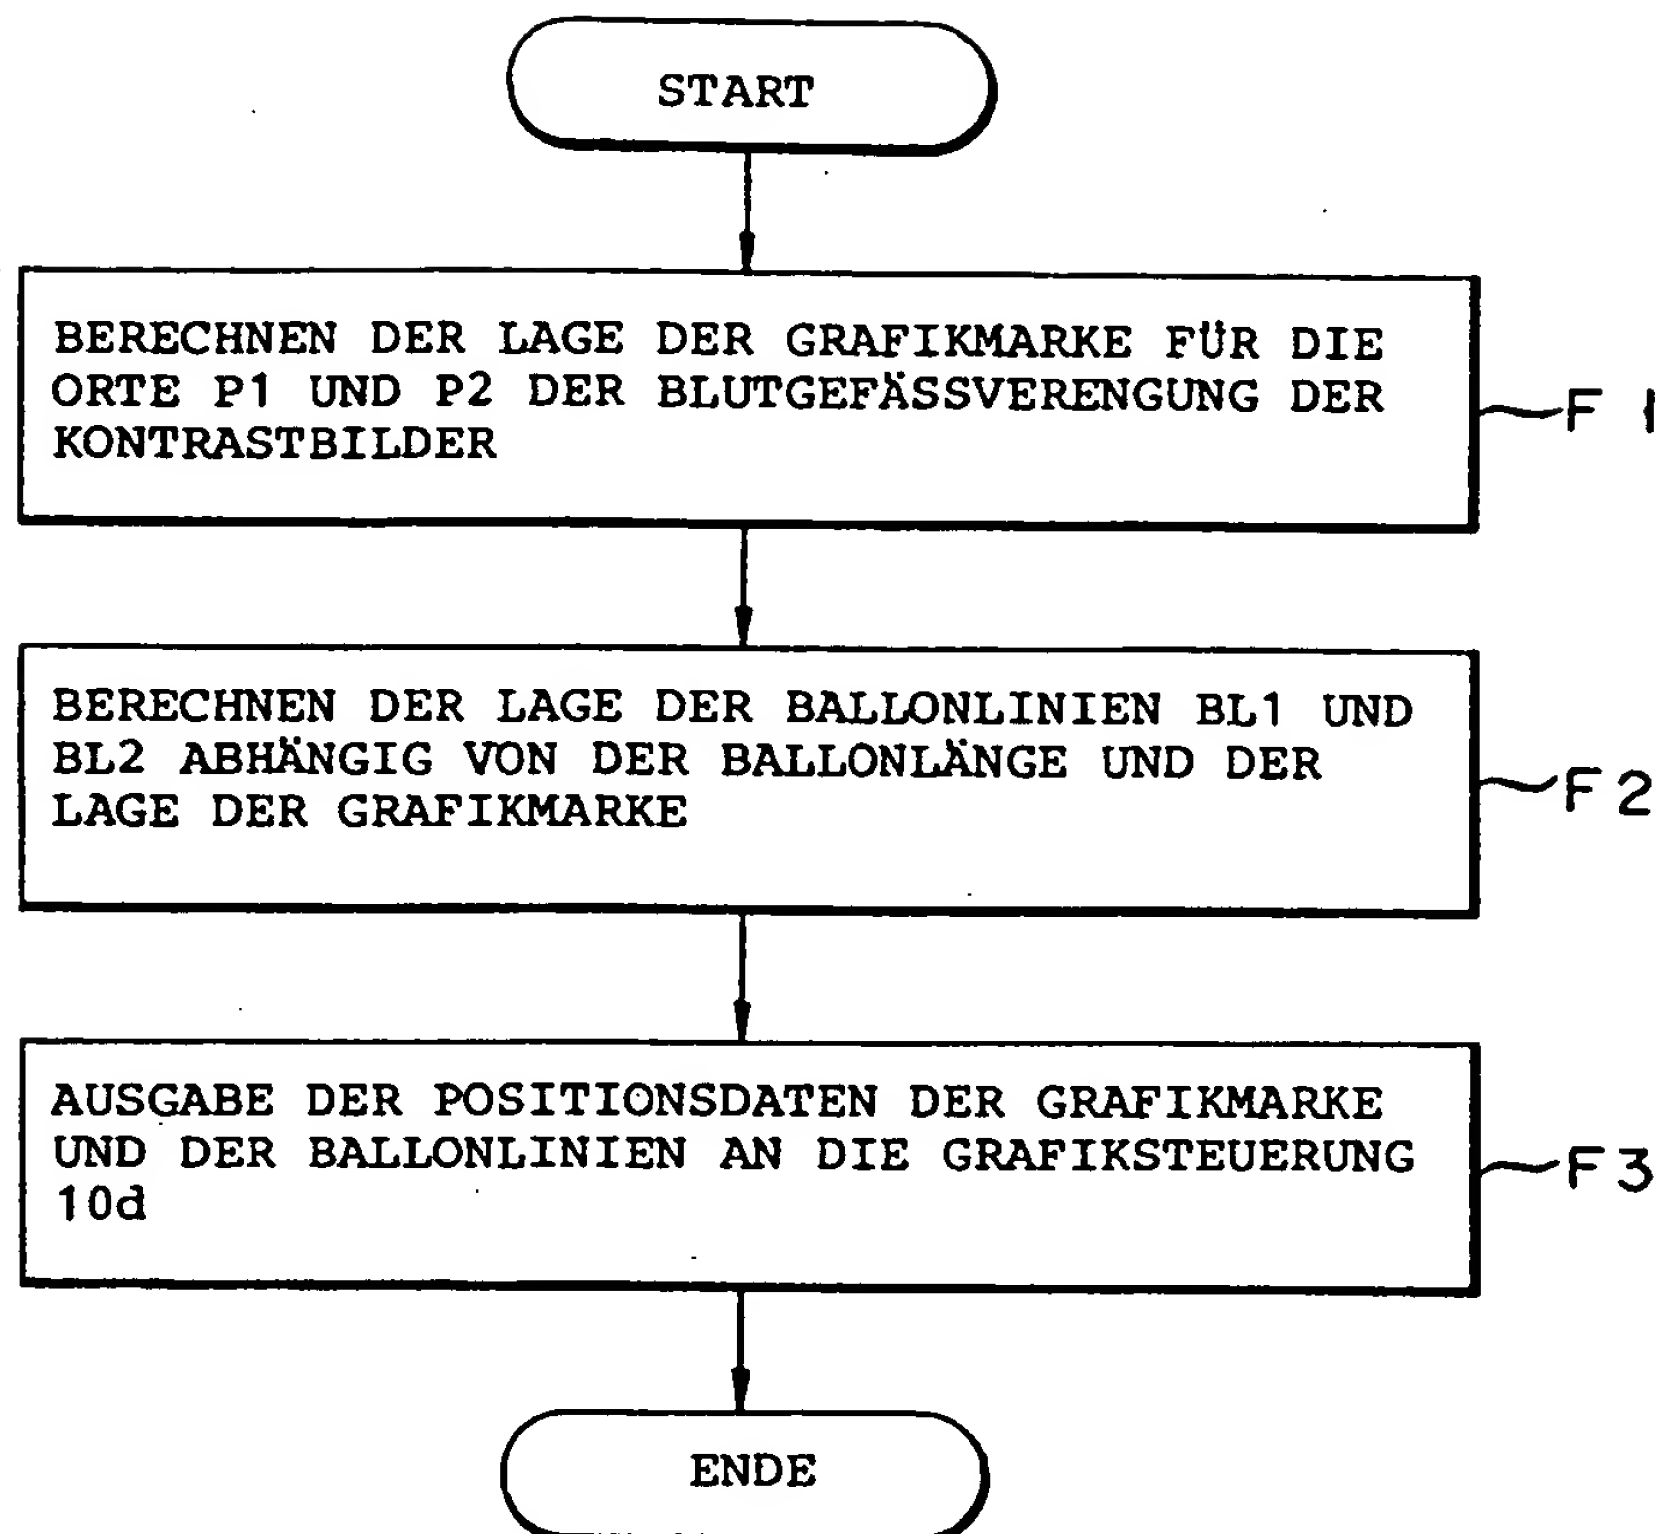 START
BERECHNEN DER LAGE DER GRAFIKMARKE FÜR DIE
ORTE P1 UND P2 DER BLUTGEFÄSSVERENGUNG DER
KONTRASTBILDER
F 1
BERECHNEN DER LAGE DER BALLONLINIEN BL1 UND
BL2 ABHÄNGIG VON DER BALLONLÄNGE UND DER
LAGE DER GRAFIKMARKE
F 2
AUSGABE DER POSITIONSDATEN DER GRAFIKMARKE
UND DER BALLONLINIEN AN DIE GRAFIKSTEUERUNG
10d
F 3
ENDE